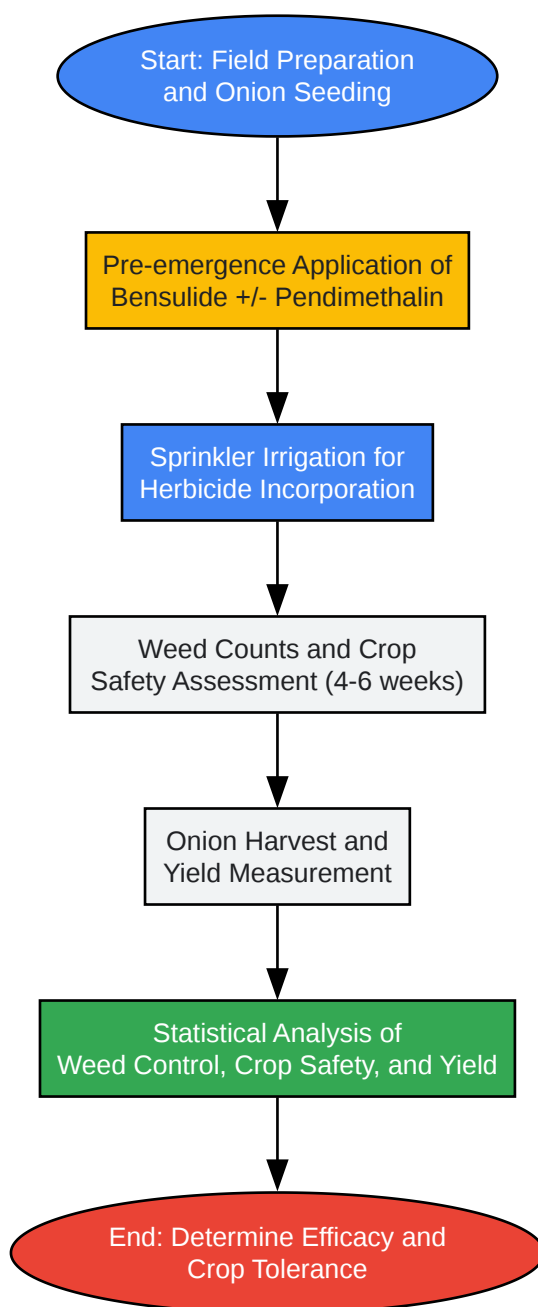 Start: Field Preparation
and Onion Seeding
Pre-emergence Application of
Bensulide +/- Pendimethalin
Sprinkler Irrigation for
Herbicide Incorporation
Weed Counts and Crop
Safety Assessment (4-6 weeks)
Onion Harvest and
Yield Measurement
Statistical Analysis of
Weed Control, Crop Safety, and Yield
End: Determine Efficacy and
Crop Tolerance